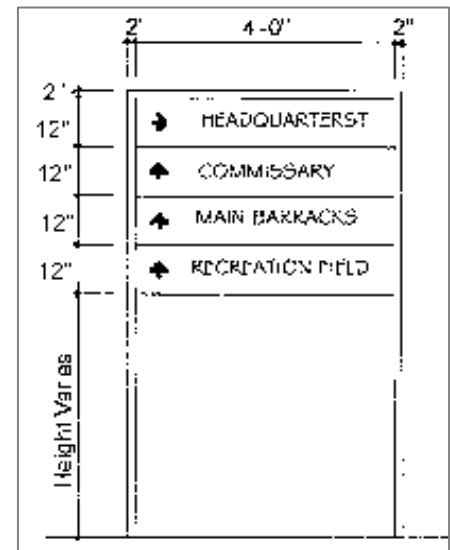 2' 4'-0" 2"
2"
12" HEADQUARTERST
12" COMMISSARY
12" MAIN BARRACKS
12" RECREATION FIELD
Height Varies